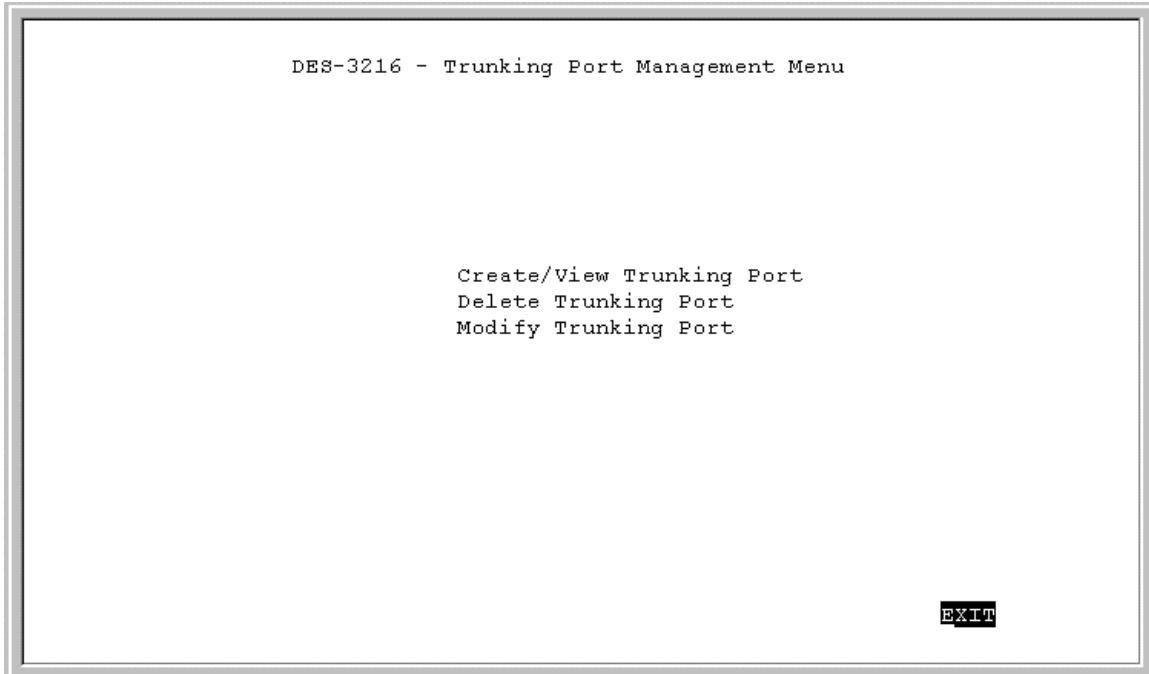 DES-3216 - Trunking Port Management Menu
Create/View Trunking Port
Delete Trunking Port
Modify Trunking Port
EXIT